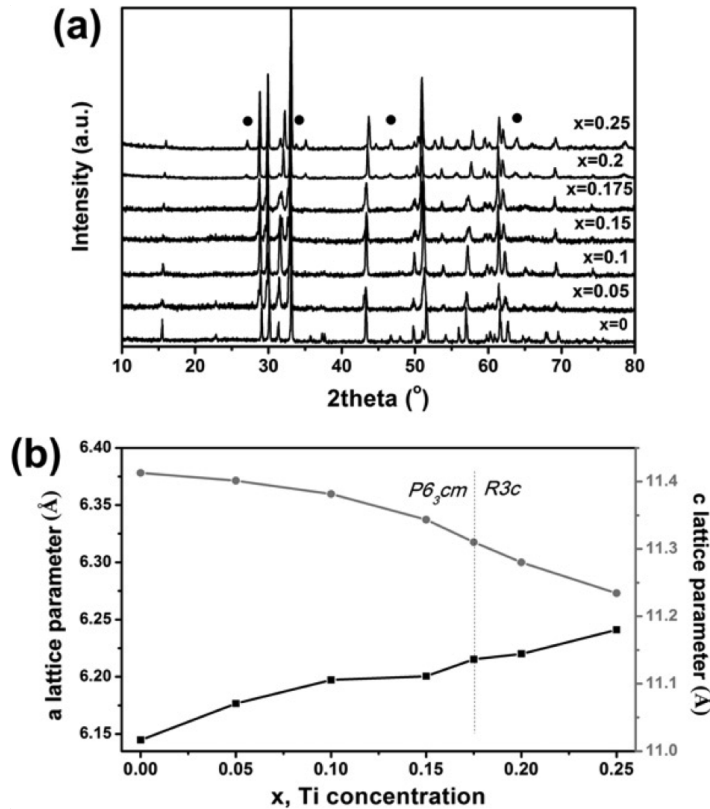 (a)
Intensity (a.u.)
x=0.25
x=0.2
x=0.175
x=0.15
x=0.1
x=0.05
x=0
10 20 30 40 50 60 70 80
2theta (°)
(b)
a lattice parameter (Å)
6.40
6.35
6.30
6.25
6.20
6.15
P6₃cm R3c
11.4
11.3
11.2
11.1
11.0
c lattice parameter (Å)
0.00 0.05 0.10 0.15 0.20 0.25
x, Ti concentration